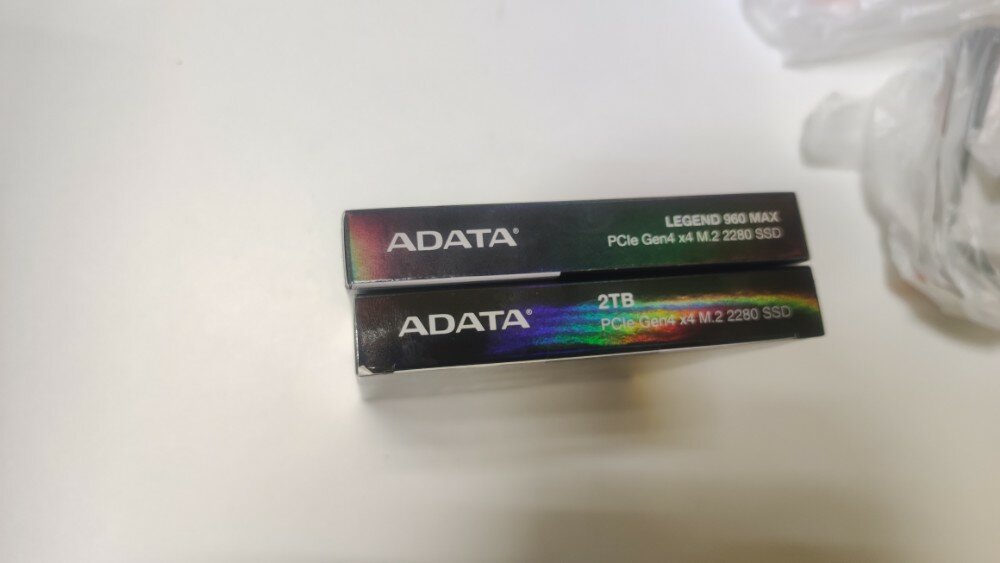 ADATA®
LEGEND 960 MAX
PCIe Gen4 x4 M.2 2280 SSD
ADATA®
2TB
PCIe Gen4 x4 M.2 2280 SSD